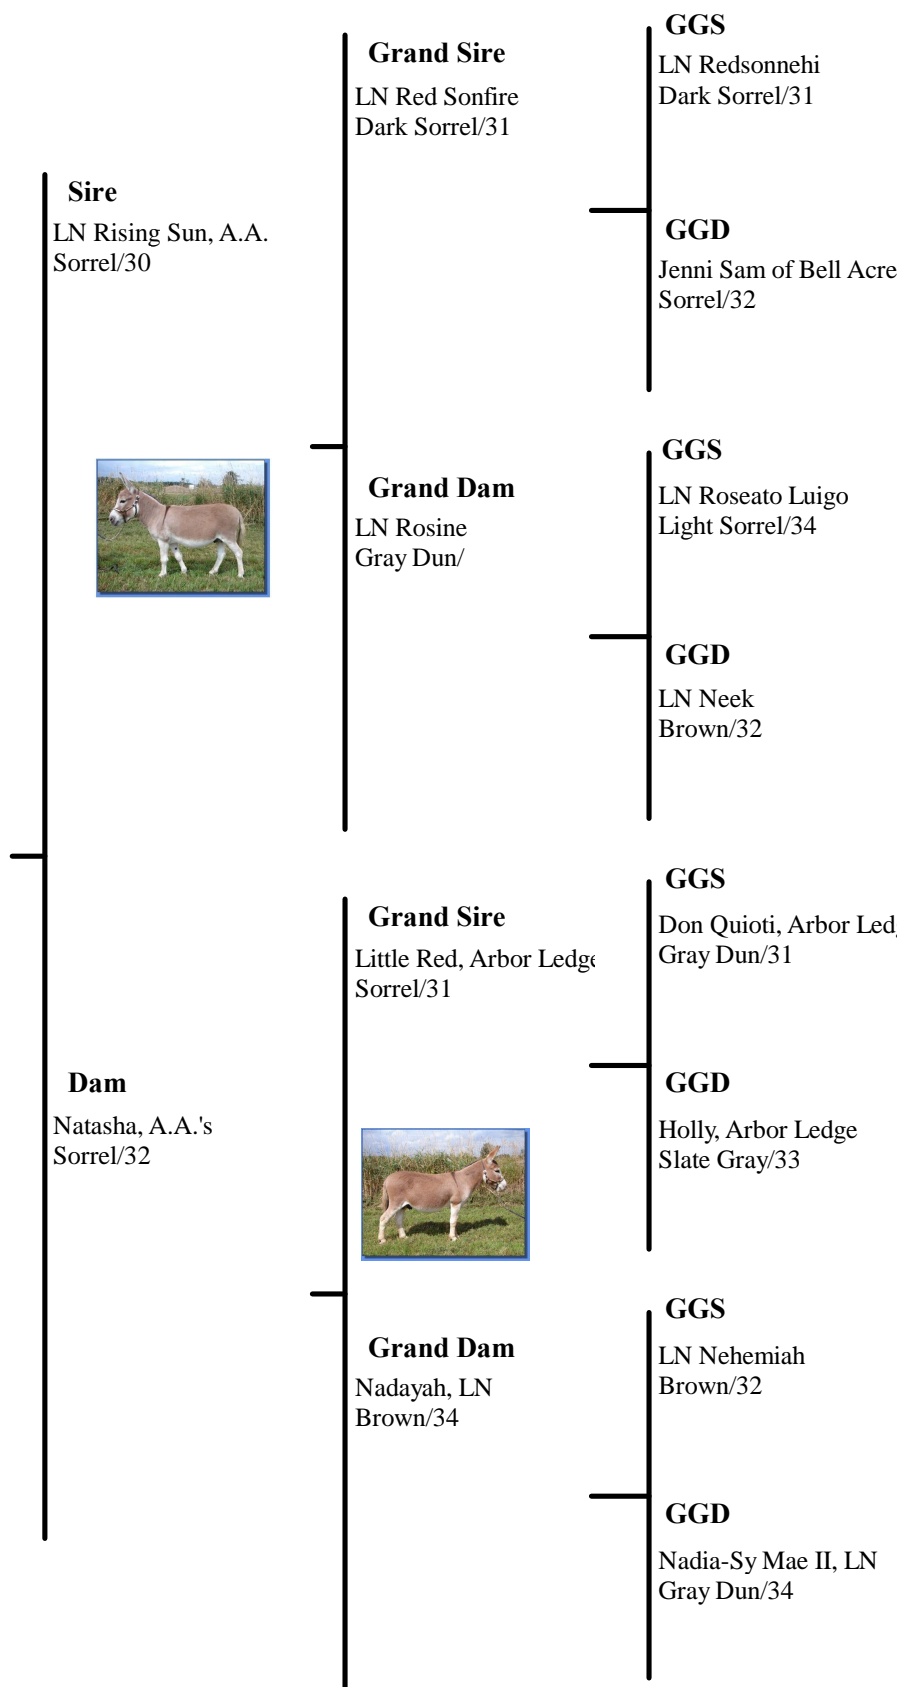 Sire
LN Rising Sun, A.A.
Sorrel/30
Dam
Natasha, A.A.'s
Sorrel/32
Grand Sire
LN Red Sonfire
Dark Sorrel/31
Grand Dam
LN Rosine
Gray Dun/
Grand Sire
Little Red, Arbor Ledge
Sorrel/31
Grand Dam
Nadayah, LN
Brown/34
GGS
LN Redsonnehi
Dark Sorrel/31
GGD
Jenni Sam of Bell Acre
Sorrel/32
GGS
LN Roseato Luigo
Light Sorrel/34
GGD
LN Neek
Brown/32
GGS
Don Quioti, Arbor Led
Gray Dun/31
GGD
Holly, Arbor Ledge
Slate Gray/33
GGS
LN Nehemiah
Brown/32
GGD
Nadia-Sy Mae II, LN
Gray Dun/34